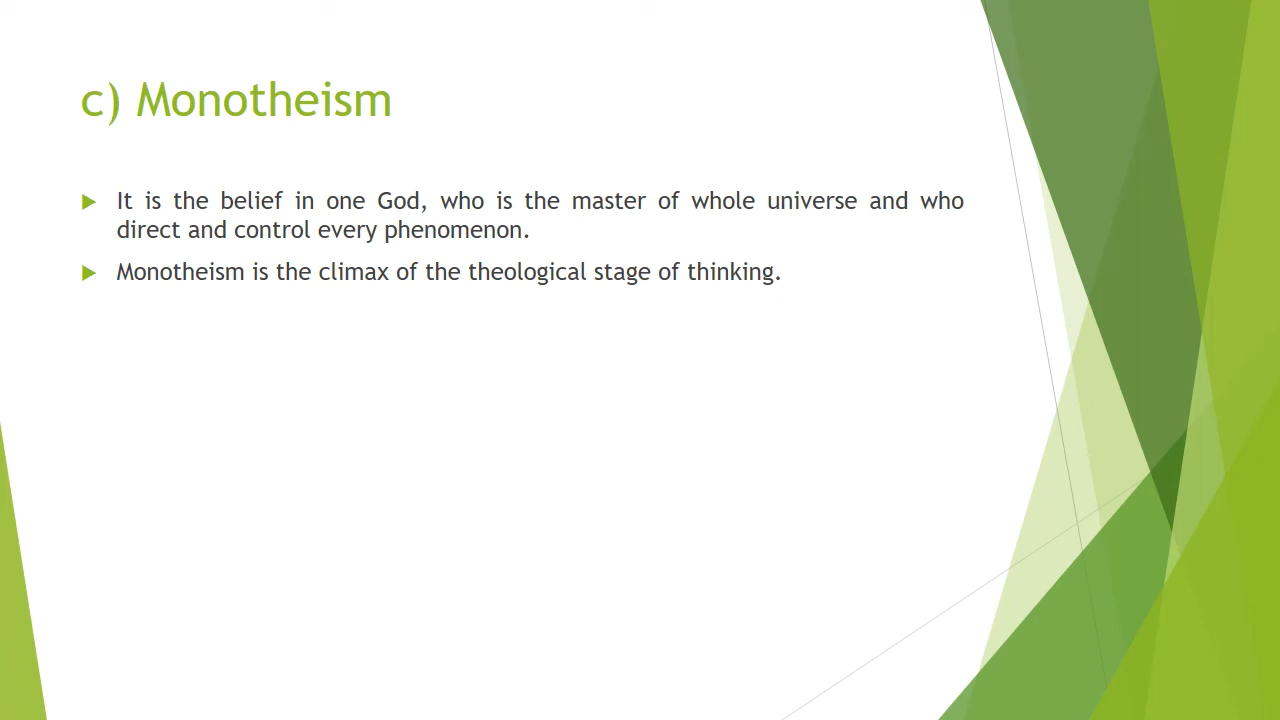 c) Monotheism
It is the belief in one God, who is the master of whole universe and who
direct and control every phenomenon.
Monotheism is the climax of the theological stage of thinking.